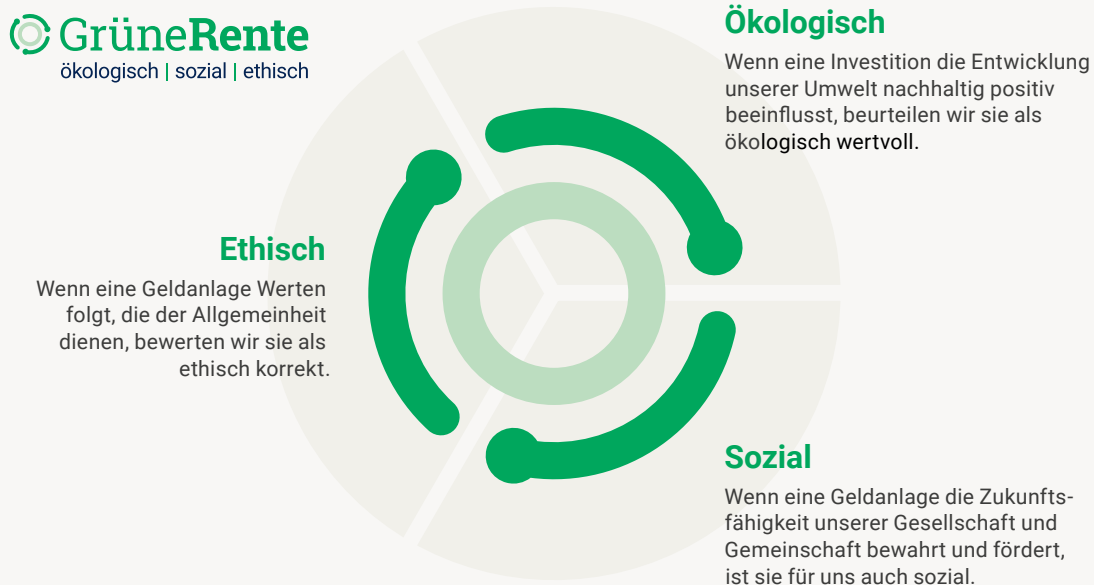 GrüneRente
ökologisch | sozial | ethisch
Ökologisch
Wenn eine Investition die Entwicklung
unserer Umwelt nachhaltig positiv
beeinflusst, beurteilen wir sie als
ökologisch wertvoll.
Ethisch
Wenn eine Geldanlage Werten
folgt, die der Allgemeinheit
dienen, bewerten wir sie als
ethisch korrekt.
Sozial
Wenn eine Geldanlage die Zukunfts-
fähigkeit unserer Gesellschaft und
Gemeinschaft bewahrt und fördert,
ist sie für uns auch sozial.